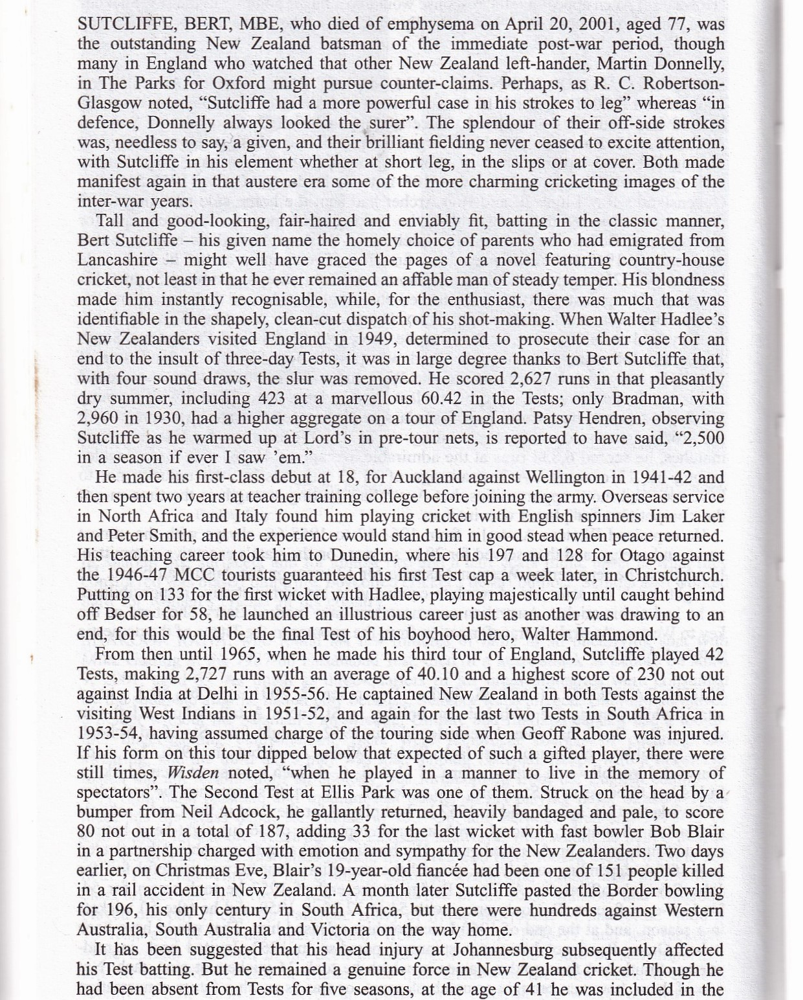 SUTCLIFFE, BERT, MBE, who died of emphysema on April 20, 2001, aged 77, was
the outstanding New Zealand batsman of the immediate post-war period, though
many in England who watched that other New Zealand left-hander, Martin Donnelly,
in The Parks for Oxford might pursue counter-claims. Perhaps, as R. C. Robertson-
Glasgow noted, “Sutcliffe had a more powerful case in his strokes to leg” whereas “in
defence, Donnelly always looked the surer”. The splendour of their off-side strokes
was, needless to say, a given, and their brilliant fielding never ceased to excite attention,
with Sutcliffe in his element whether at short leg, in the slips or at cover. Both made
manifest again in that austere era some of the more charming cricketing images of the
inter-war years.
Tall and good-looking, fair-haired and enviably fit, batting in the classic manner,
Bert Sutcliffe – his given name the homely choice of parents who had emigrated from
Lancashire – might well have graced the pages of a novel featuring country-house
cricket, not least in that he ever remained an affable man of steady temper. His blondness
made him instantly recognisable, while, for the enthusiast, there was much that was
identifiable in the shapely, clean-cut dispatch of his shot-making. When Walter Hadlee’s
New Zealanders visited England in 1949, determined to prosecute their case for an
end to the insult of three-day Tests, it was in large degree thanks to Bert Sutcliffe that,
with four sound draws, the slur was removed. He scored 2,627 runs in that pleasantly
dry summer, including 423 at a marvellous 60.42 in the Tests; only Bradman, with
2,960 in 1930, had a higher aggregate on a tour of England. Patsy Hendren, observing
Sutcliffe as he warmed up at Lord’s in pre-tour nets, is reported to have said, “2,500
in a season if ever I saw ’em.”
He made his first-class debut at 18, for Auckland against Wellington in 1941-42 and
then spent two years at teacher training college before joining the army. Overseas service
in North Africa and Italy found him playing cricket with English spinners Jim Laker
and Peter Smith, and the experience would stand him in good stead when peace returned.
His teaching career took him to Dunedin, where his 197 and 128 for Otago against
the 1946-47 MCC tourists guaranteed his first Test cap a week later, in Christchurch.
Putting on 133 for the first wicket with Hadlee, playing majestically until caught behind
off Bedser for 58, he launched an illustrious career just as another was drawing to an
end, for this would be the final Test of his boyhood hero, Walter Hammond.
From then until 1965, when he made his third tour of England, Sutcliffe played 42
Tests, making 2,727 runs with an average of 40.10 and a highest score of 230 not out
against India at Delhi in 1955-56. He captained New Zealand in both Tests against the
visiting West Indians in 1951-52, and again for the last two Tests in South Africa in
1953-54, having assumed charge of the touring side when Geoff Rabone was injured.
If his form on this tour dipped below that expected of such a gifted player, there were
still times, Wisden noted, “when he played in a manner to live in the memory of
spectators”. The Second Test at Ellis Park was one of them. Struck on the head by a
bumper from Neil Adcock, he gallantly returned, heavily bandaged and pale, to score
80 not out in a total of 187, adding 33 for the last wicket with fast bowler Bob Blair
in a partnership charged with emotion and sympathy for the New Zealanders. Two days
earlier, on Christmas Eve, Blair’s 19-year-old fiancée had been one of 151 people killed
in a rail accident in New Zealand. A month later Sutcliffe pasted the Border bowling
for 196, his only century in South Africa, but there were hundreds against Western
Australia, South Australia and Victoria on the way home.
It has been suggested that his head injury at Johannesburg subsequently affected
his Test batting. But he remained a genuine force in New Zealand cricket. Though he
had been absent from Tests for five seasons, at the age of 41 he was included in the